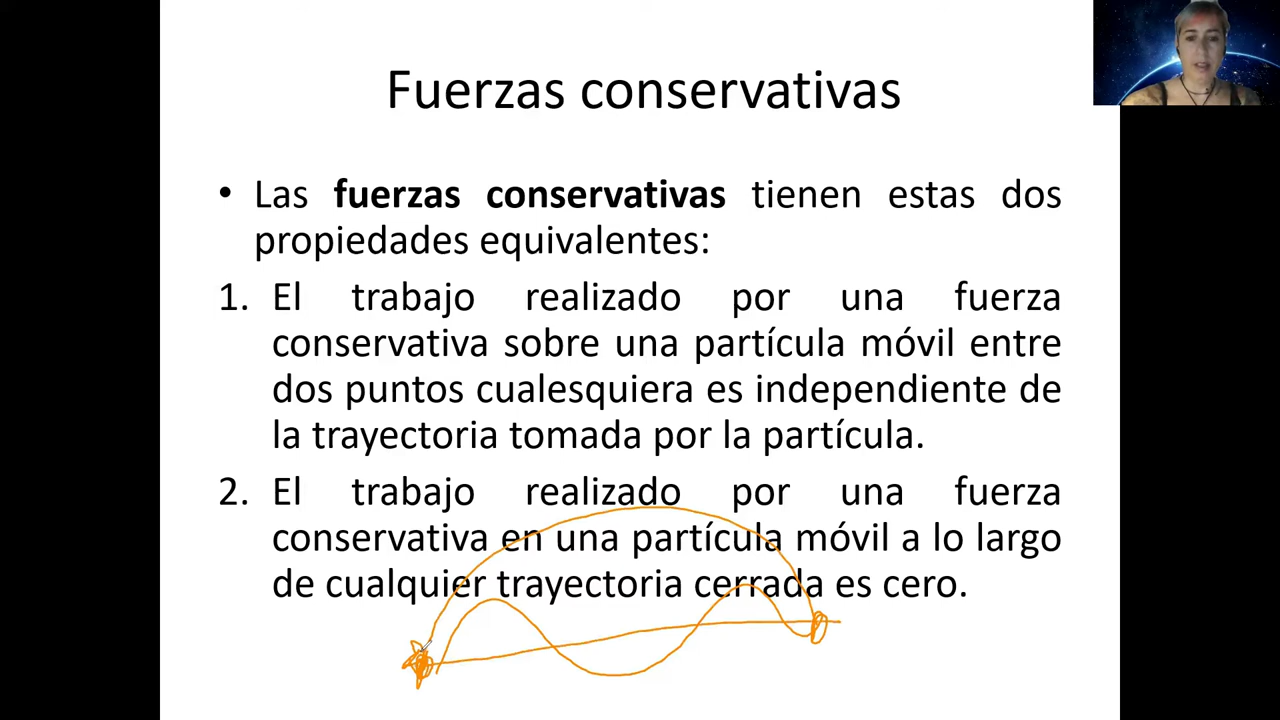 Fuerzas conservativas
• Las fuerzas conservativas tienen estas dos
propiedades equivalentes:
1. El trabajo realizado por una fuerza
conservativa sobre una partícula móvil entre
dos puntos cualesquiera es independiente de
la trayectoria tomada por la partícula.
2. El trabajo realizado por una fuerza
conservativa en una partícula móvil a lo largo
de cualquier trayectoria cerrada es cero.